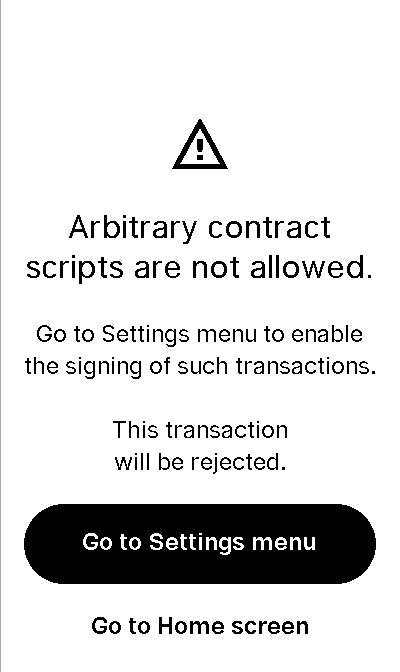 Arbitrary contract
scripts are not allowed.
Go to Settings menu to enable
the signing of such transactions.
This transaction
will be rejected.
Go to Settings menu
Go to Home screen